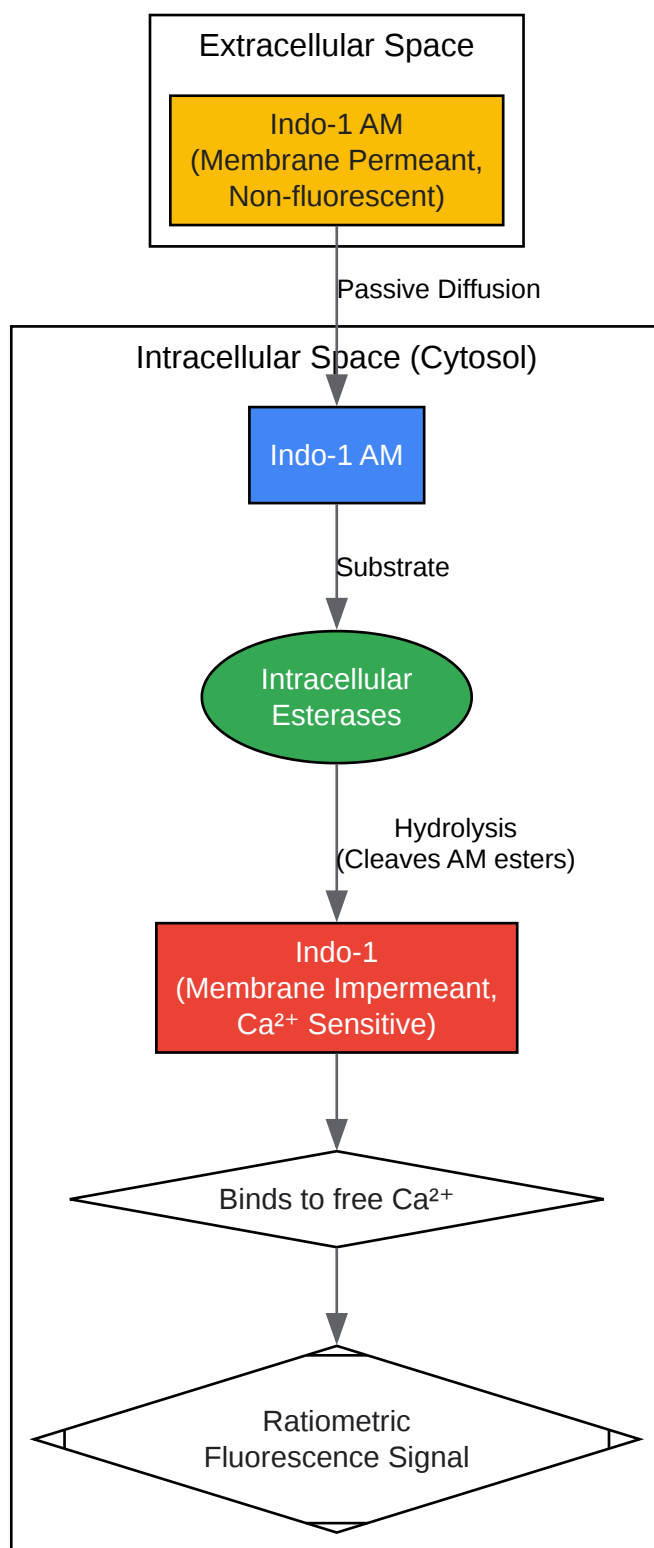 Extracellular Space
Indo-1 AM
(Membrane Permeant,
Non-fluorescent)
Passive Diffusion
Intracellular Space (Cytosol)
Indo-1 AM
Substrate
Intracellular
Esterases
Hydrolysis
(Cleaves AM esters)
Indo-1
(Membrane Impermeant,
Ca²⁺ Sensitive)
Binds to free Ca²⁺
Ratiometric
Fluorescence Signal